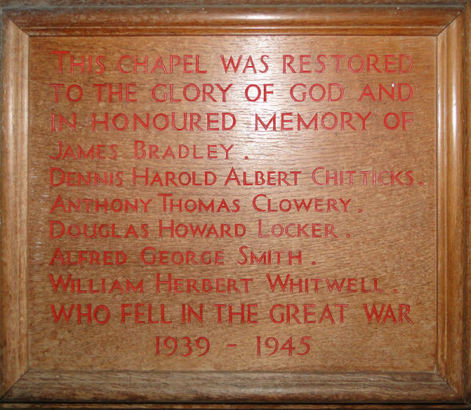 THIS CHAPEL WAS RESTORED
TO THE GLORY OF GOD AND
IN HONOURED MEMORY OF
JAMES BRADLEY.
DENNIS HAROLD ALBERT CHITTICKS.
ANTHONY THOMAS CLOWERY.
DOUGLAS HOWARD LOCKER.
ALFRED GEORGE SMITH.
WILLIAM HERBERT WHITWELL.
WHO FELL IN THE GREAT WAR
1939 - 1945